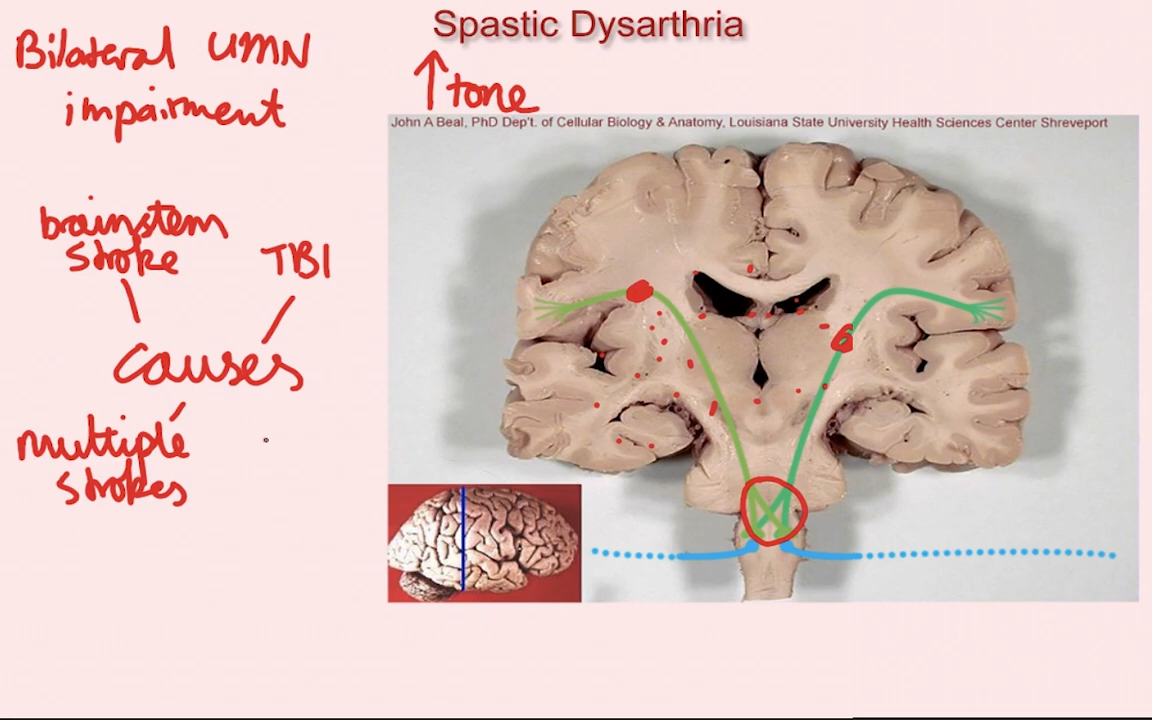 Spastic Dysarthria
Bilateral UMN
impairment
↑ tone
John A Beal, PhD Dep't. of Cellular Biology & Anatomy, Louisiana State University Health Sciences Center Shreveport
brainstem
stroke
TBI
causes
multiple
strokes